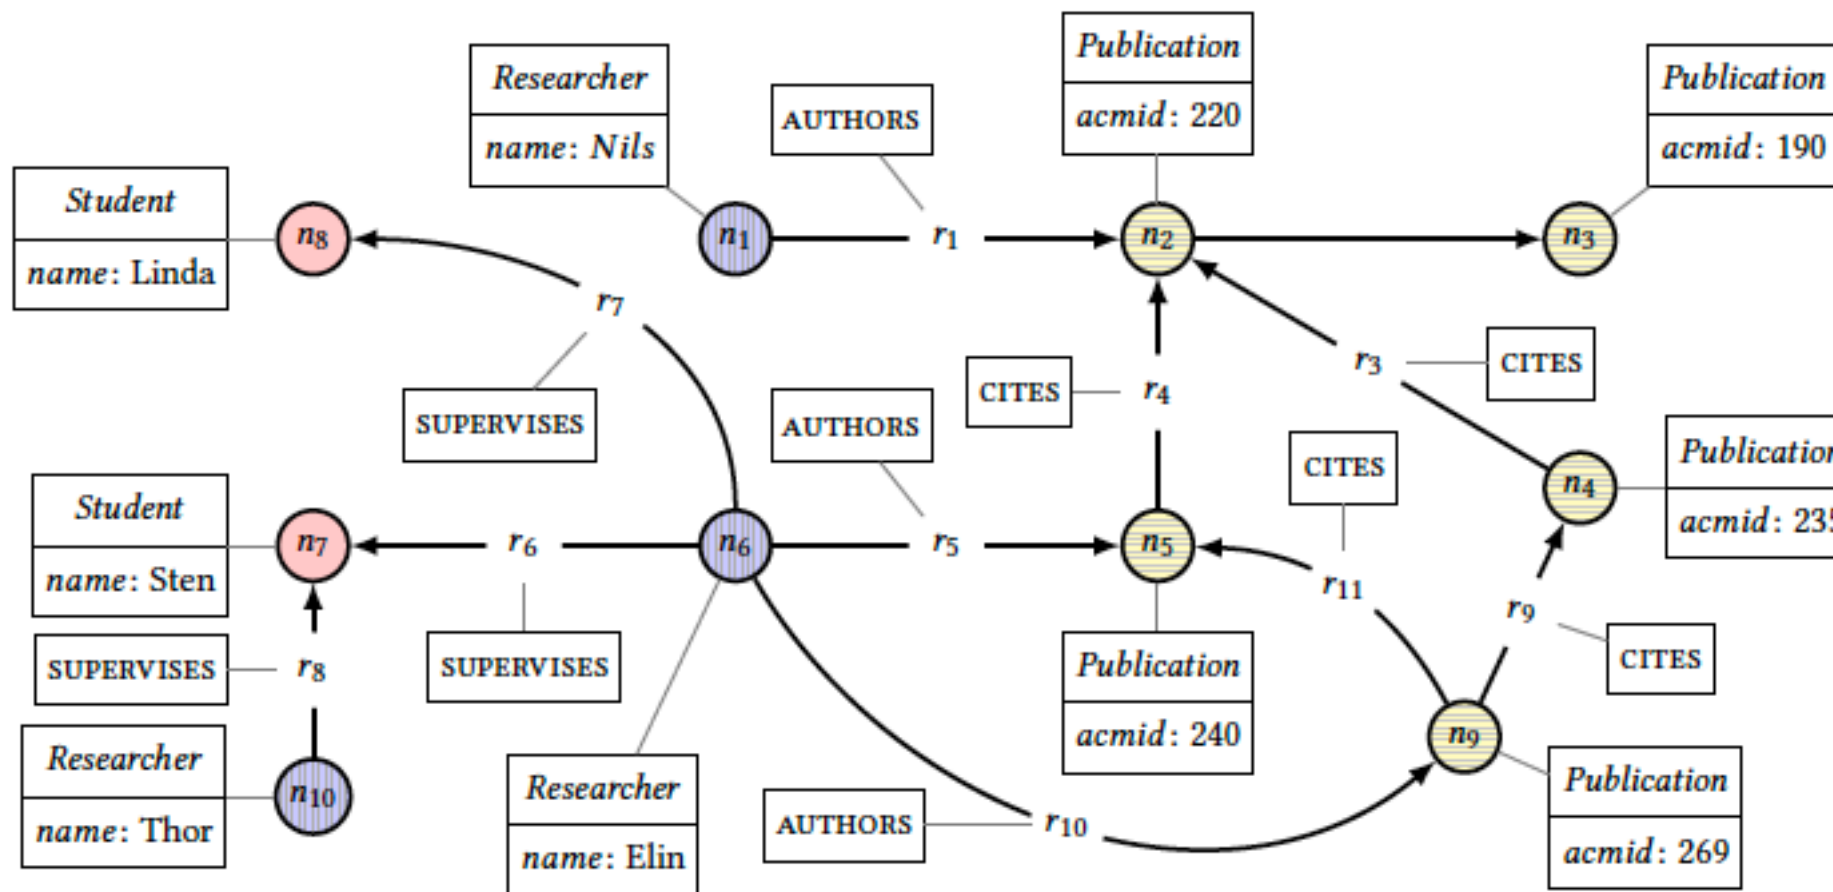 Publication
acmid: 220
Researcher
name: Nils
AUTHORS
Publication
acmid: 190
Student
name: Linda
n8
n1
r1
n2
n3
r7
CITES
r4
r3
CITES
SUPERVISES
AUTHORS
CITES
Publication
acmid: 235
n4
Student
name: Sten
n7
r6
n6
r5
n5
r11
r9
CITES
SUPERVISES
r8
SUPERVISES
Publication
acmid: 240
n9
Researcher
name: Thor
n10
Researcher
name: Elin
AUTHORS
r10
Publication
acmid: 269